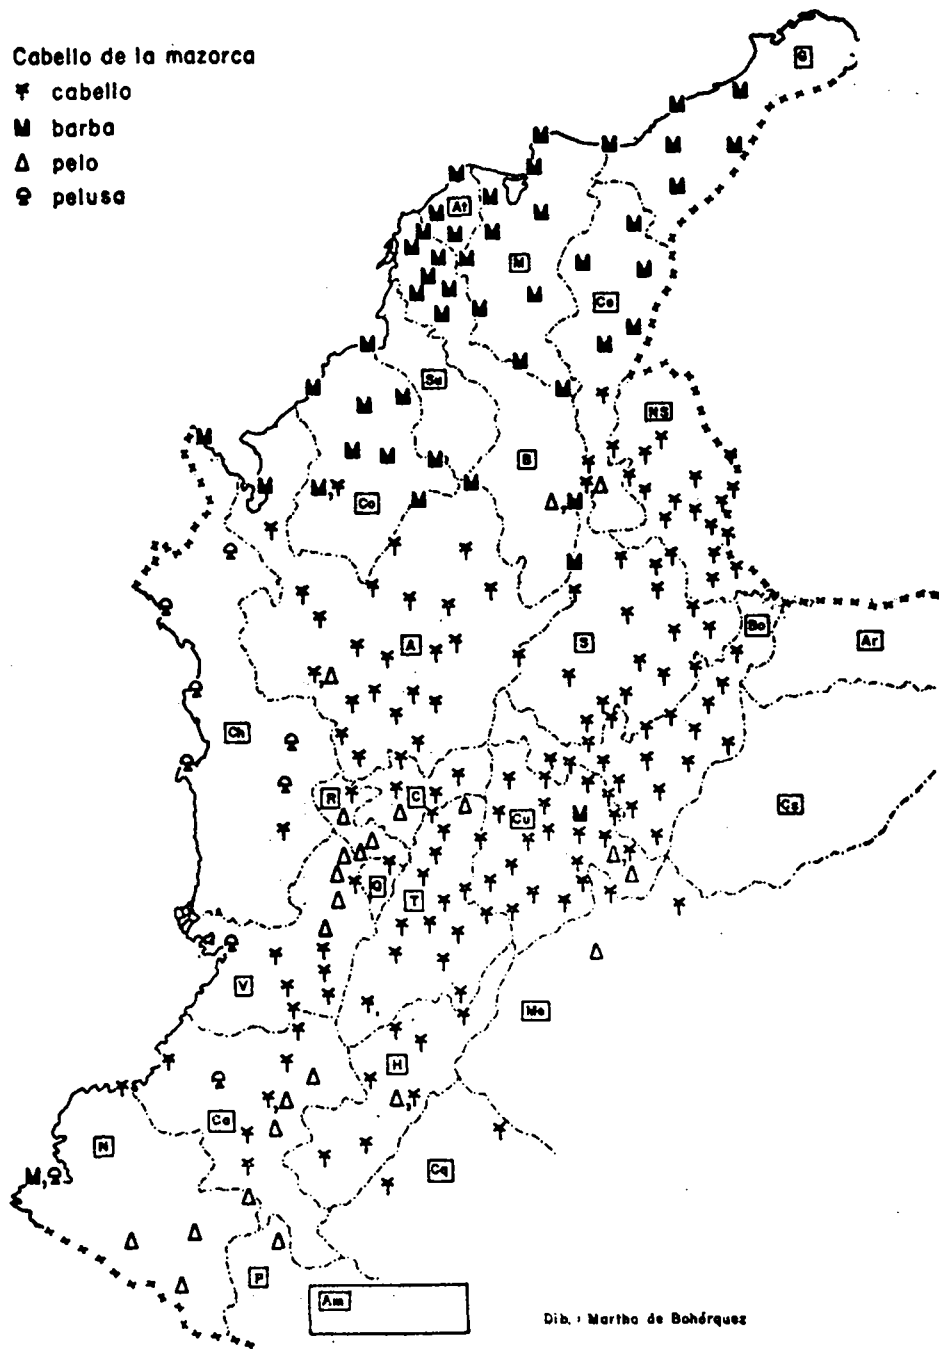 Cabello de la mazorca
cabello
barba
pelo
pelusa
G
At
M
Ce
Su
NS
B
Co
A
S
Bo
Ar
Ch
R
C
Cu
Cs
Q
T
V
Me
H
Ca
N
Cq
P
Am
Dib. : Martha de Bohórquez